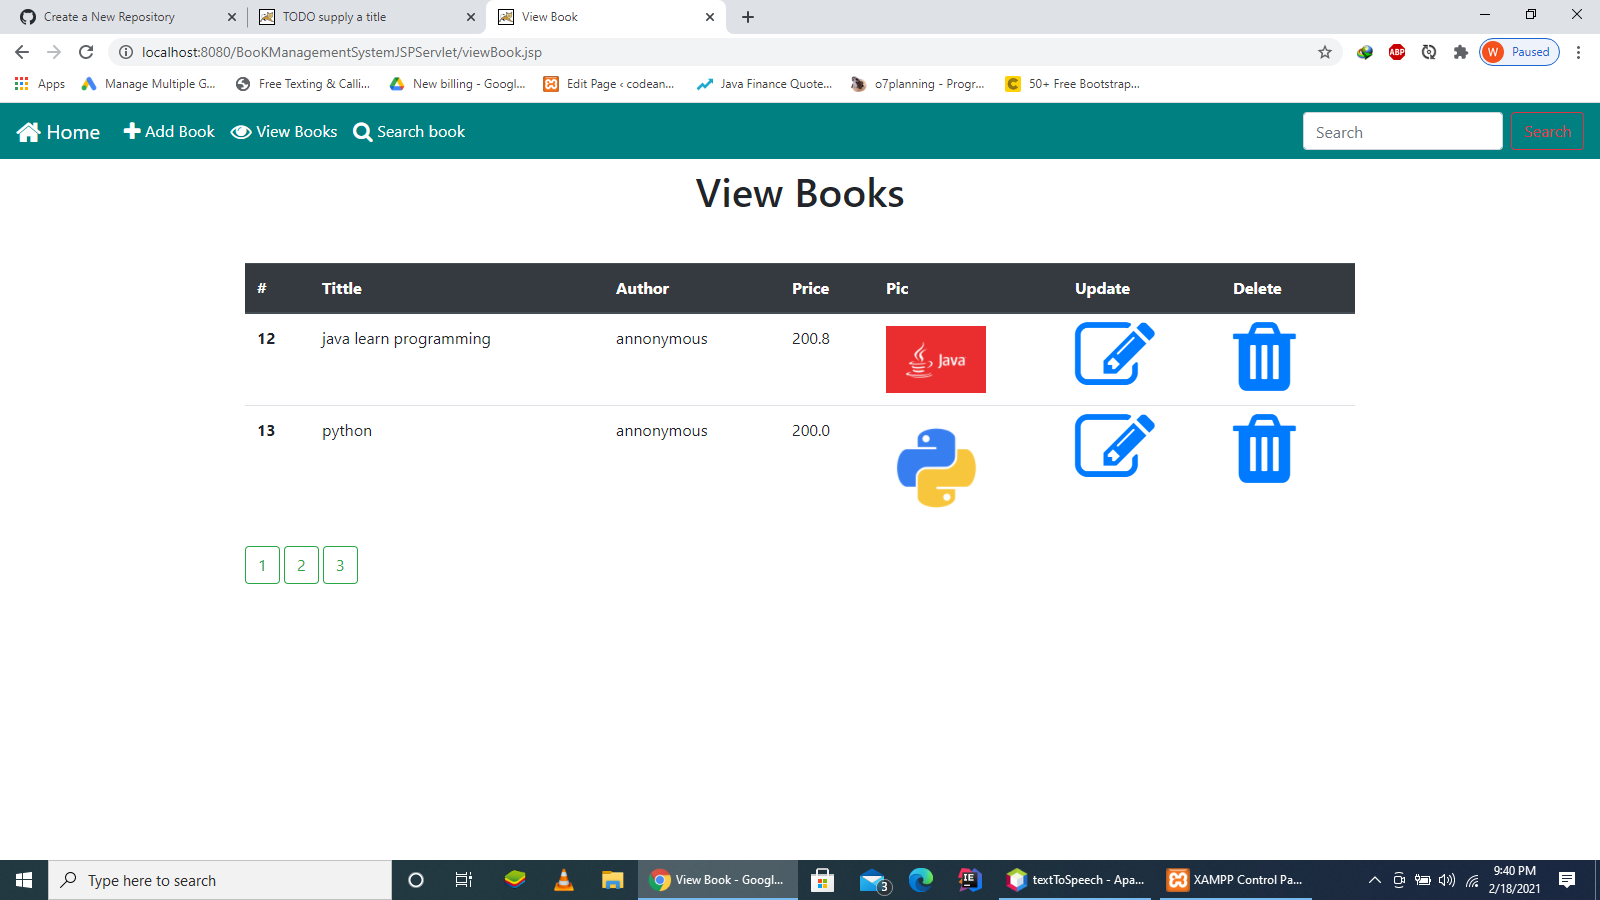 Create a New Repository
TODO supply a title
View Book
localhost:8080/BooKManagementSystemJSPServlet/viewBook.jsp
ABP
W Paused
Apps
Manage Multiple G...
Free Texting & Calli...
New billing - Googl...
Edit Page ‹ codean...
Java Finance Quote...
o7planning - Progr...
50+ Free Bootstrap...
Home
Add Book
View Books
Search book
Search
Search
View Books
# Tittle Author Price Pic Update Delete
12 java learn programming annonymous 200.8 Java
13 python annonymous 200.0
1 2 3
Type here to search
View Book - Googl...
3
IE
textToSpeech - Apa...
XAMPP Control Pa...
9:40 PM
2/18/2021